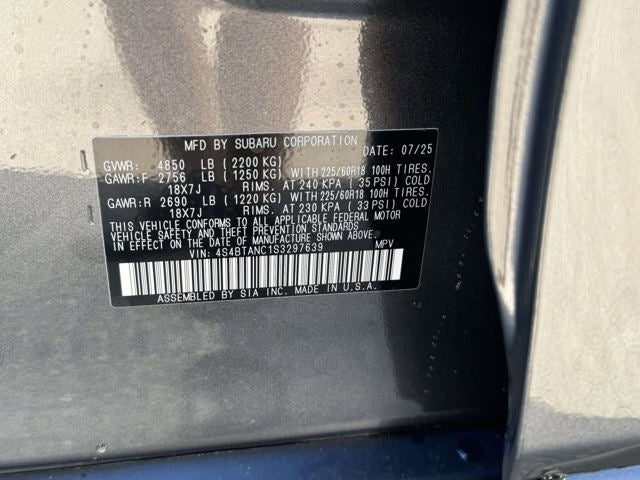 MFD BY SUBARU CORPORATION DATE: 07/25
GVWR: 4850 LB (2200 KG)
GAWR:F 2756 LB (1250 KG) WITH 225/60R18 100H TIRES.
18X7J RIMS. AT 240 KPA (35 PSI) COLD
GAWR:R 2690 LB (1220 KG) WITH 225/60R18 100H TIRES.
18X7J RIMS. AT 230 KPA (33 PSI) COLD
THIS VEHICLE CONFORMS TO ALL APPLICABLE FEDERAL MOTOR
VEHICLE SAFETY AND THEFT PREVENTION STANDARDS
IN EFFECT ON THE DATE OF MANUFACTURE SHOWN ABOVE.
VIN: 4S4BTANC1S3297639 MPV
ASSEMBLED BY SIA INC. MADE IN U.S.A.